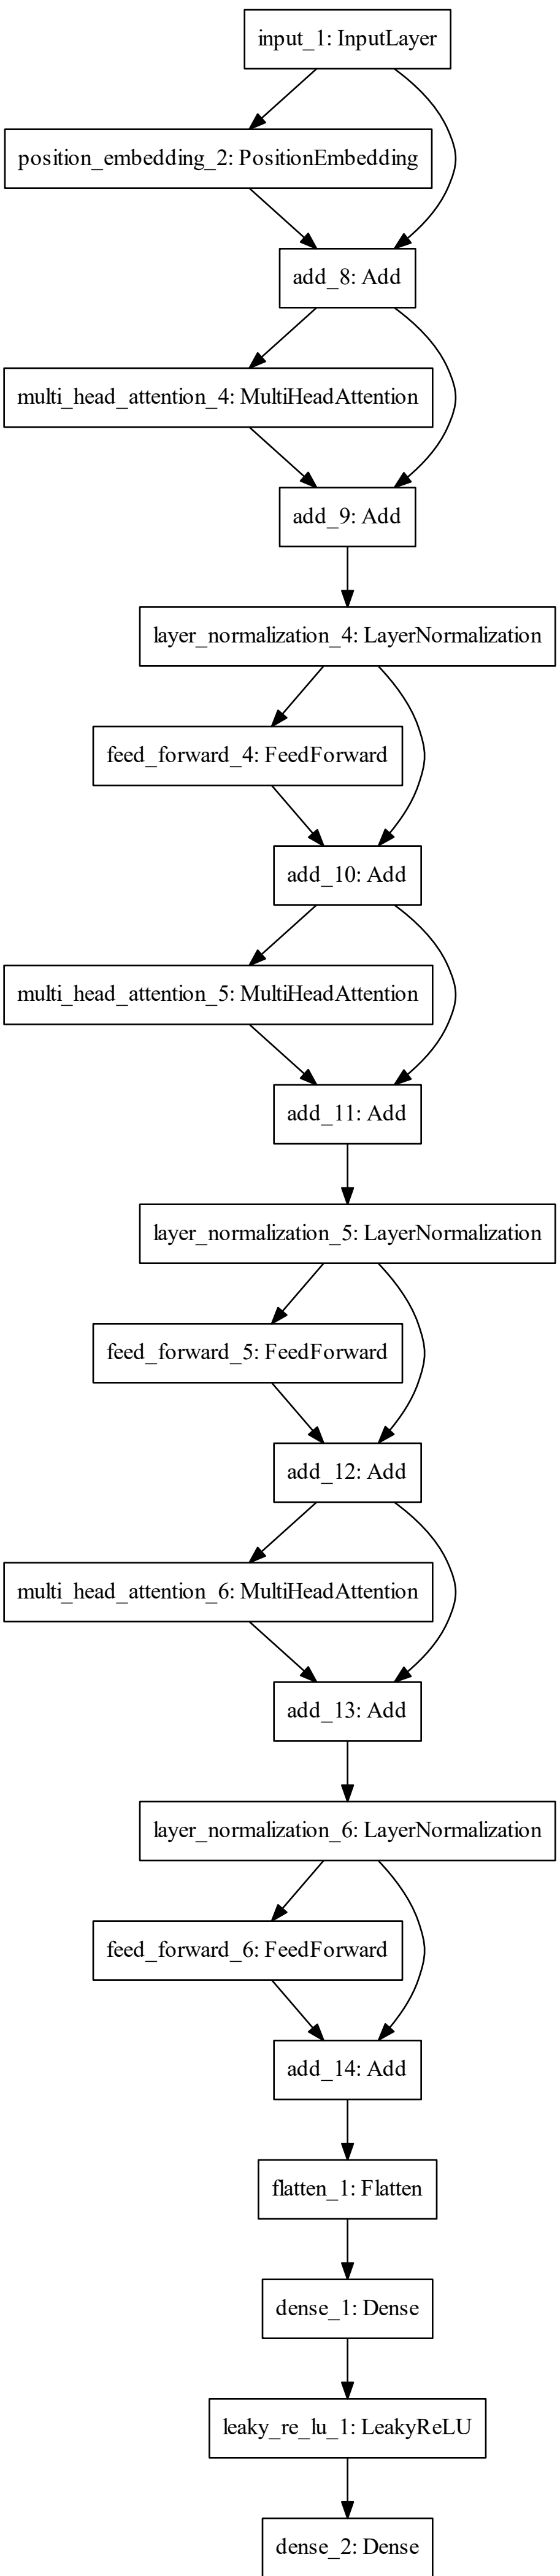 input_1: InputLayer
position_embedding_2: PositionEmbedding
add_8: Add
multi_head_attention_4: MultiHeadAttention
add_9: Add
layer_normalization_4: LayerNormalization
feed_forward_4: FeedForward
add_10: Add
multi_head_attention_5: MultiHeadAttention
add_11: Add
layer_normalization_5: LayerNormalization
feed_forward_5: FeedForward
add_12: Add
multi_head_attention_6: MultiHeadAttention
add_13: Add
layer_normalization_6: LayerNormalization
feed_forward_6: FeedForward
add_14: Add
flatten_1: Flatten
dense_1: Dense
leaky_re_lu_1: LeakyReLU
dense_2: Dense